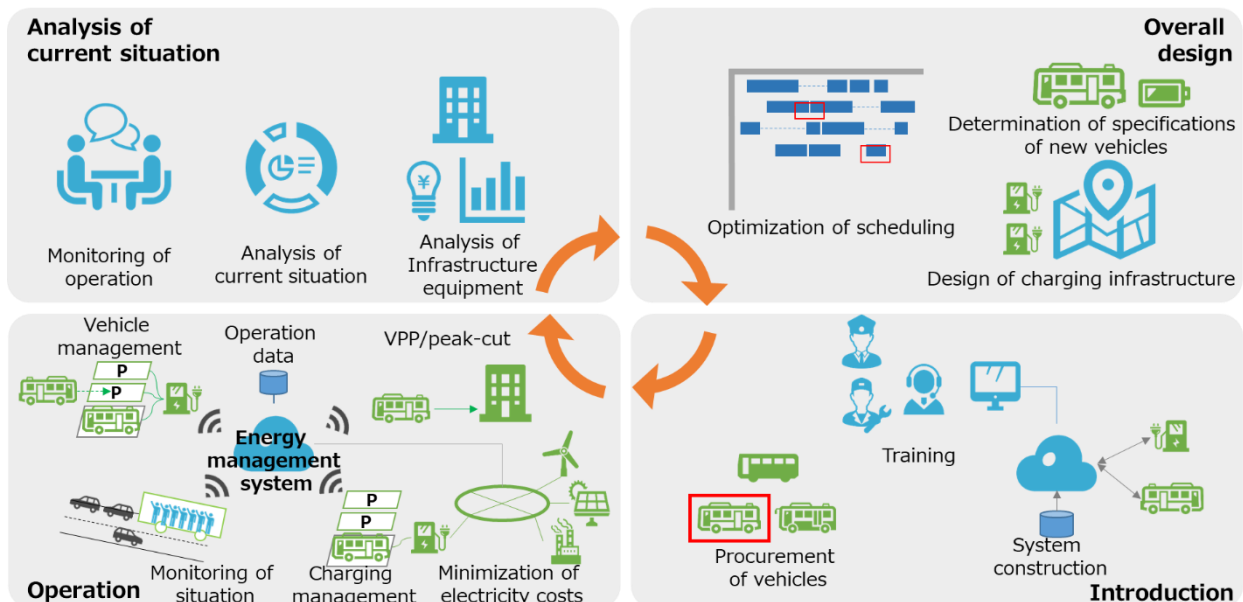 Analysis of
current situation
Monitoring of
operation
Analysis of
current situation
¥
Analysis of
Infrastructure
equipment
Overall
design
Optimization of scheduling
Determination of specifications
of new vehicles
Design of charging infrastructure
Vehicle
management
P
P
Operation
data
VPP/peak-cut
Energy
management
system
P
P
Monitoring of
situation
Charging
management
Minimization of
electricity costs
Operation
Training
Procurement
of vehicles
System
construction
Introduction